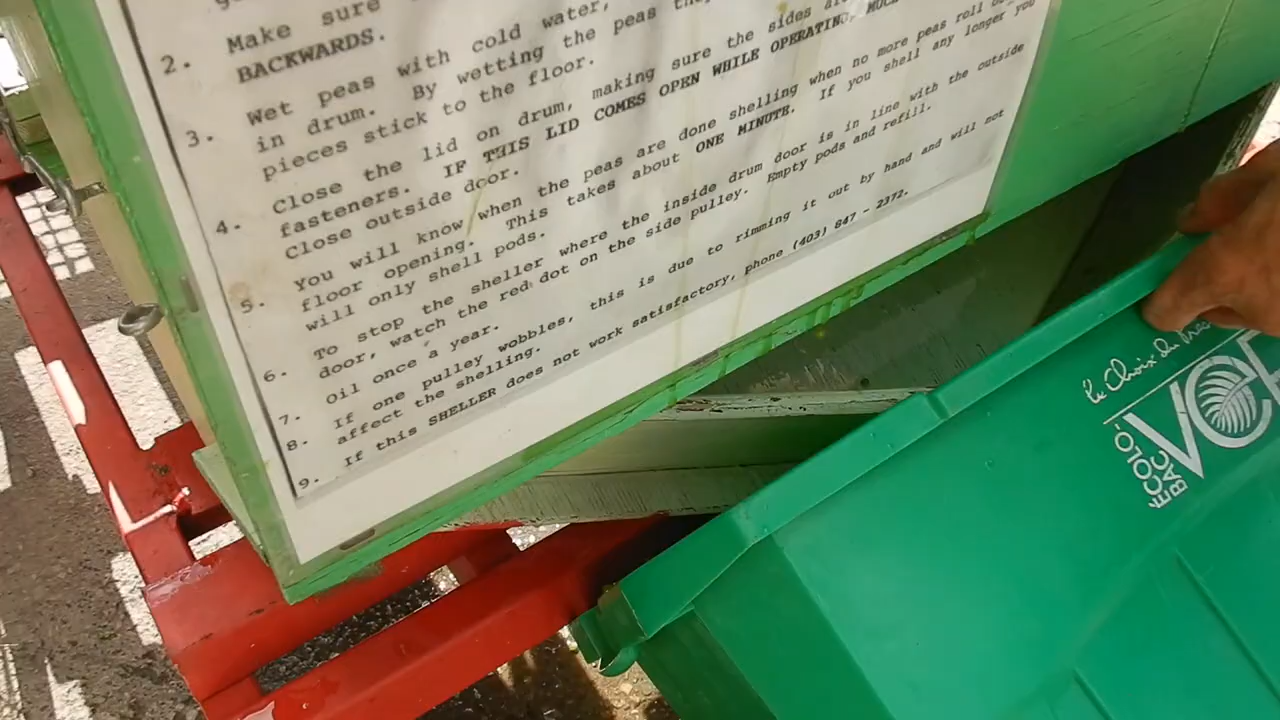 2. Make sure
BACKWARDS.
3. Wet peas with cold water,
in drum. By wetting the peas
pieces stick to the floor.
4. Close the lid on drum, making sure the sides
fasteners. IF THIS LID COMES OPEN WHILE OPERATING,
Close outside door.
5. You will know when the peas are done shelling when no more peas roll
floor opening. This takes about ONE MINUTE. If you shell any longer you
will only shell pods.
6. To stop the sheller where the inside drum door is in line with the outside
door, watch the red dot on the side pulley. Empty pods and refill.
7. Oil once a year.
8. If one pulley wobbles, this is due to rimming it out by hand and will not
affect the shelling.
9. If this SHELLER does not work satisfactory, phone (403) 847 - 2372.
le Choix du
ÉCOLO-
BAC